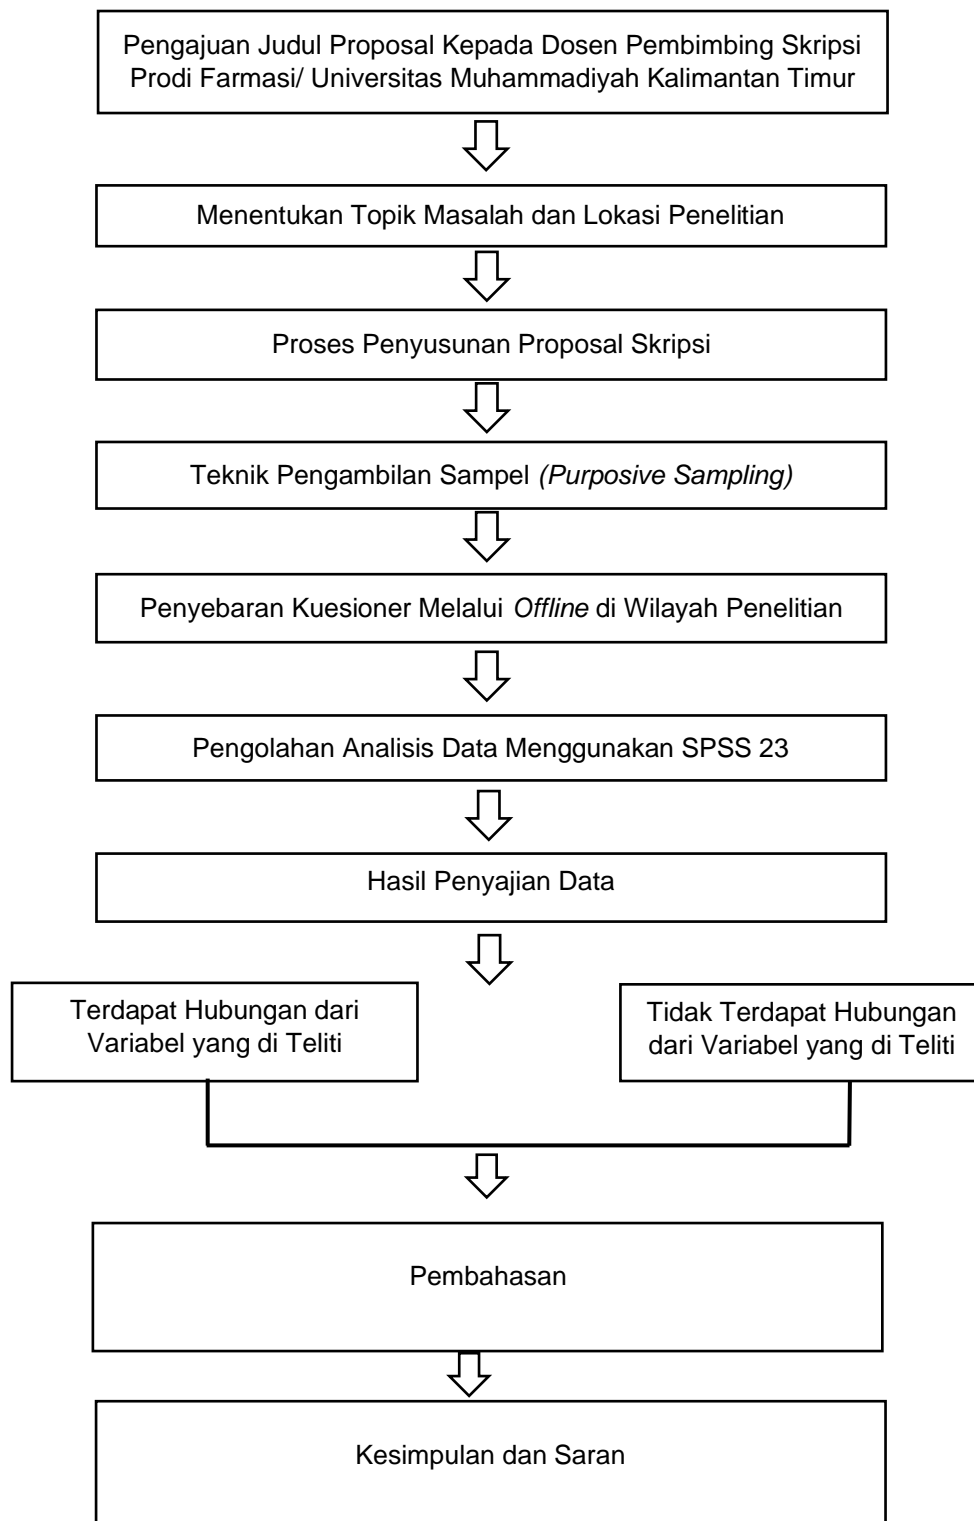 Pengajuan Judul Proposal Kepada Dosen Pembimbing Skripsi
Prodi Farmasi/ Universitas Muhammadiyah Kalimantan Timur
Menentukan Topik Masalah dan Lokasi Penelitian
Proses Penyusunan Proposal Skripsi
Teknik Pengambilan Sampel (Purposive Sampling)
Penyebaran Kuesioner Melalui Offline di Wilayah Penelitian
Pengolahan Analisis Data Menggunakan SPSS 23
Hasil Penyajian Data
Terdapat Hubungan dari
Variabel yang di Teliti
Tidak Terdapat Hubungan
dari Variabel yang di Teliti
Pembahasan
Kesimpulan dan Saran